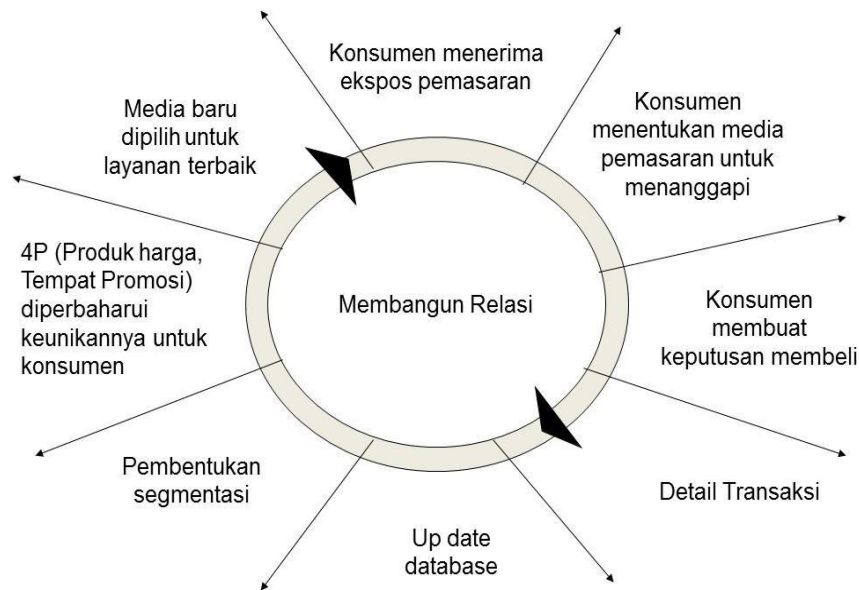 Konsumen menerima
ekspos pemasaran
Konsumen
menentukan media
pemasaran untuk
menanggapi
Konsumen
membuat
keputusan membeli
Detail Transaksi
Up date
database
Pembentukan
segmentasi
4P (Produk harga,
Tempat Promosi)
diperbaharui
keunikannya untuk
konsumen
Media baru
dipilih untuk
layanan terbaik
Membangun Relasi